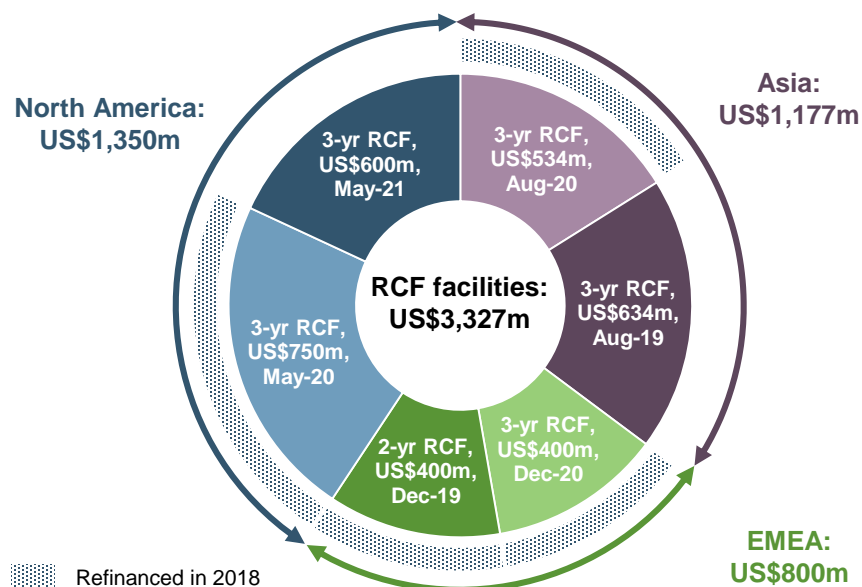 North America:
US$1,350m
Asia:
US$1,177m
3-yr RCF,
US$600m,
May-21
3-yr RCF,
US$534m,
Aug-20
RCF facilities:
US$3,327m
3-yr RCF,
US$634m,
Aug-19
3-yr RCF,
US$750m,
May-20
2-yr RCF,
US$400m,
Dec-19
3-yr RCF,
US$400m,
Dec-20
EMEA:
US$800m
Refinanced in 2018